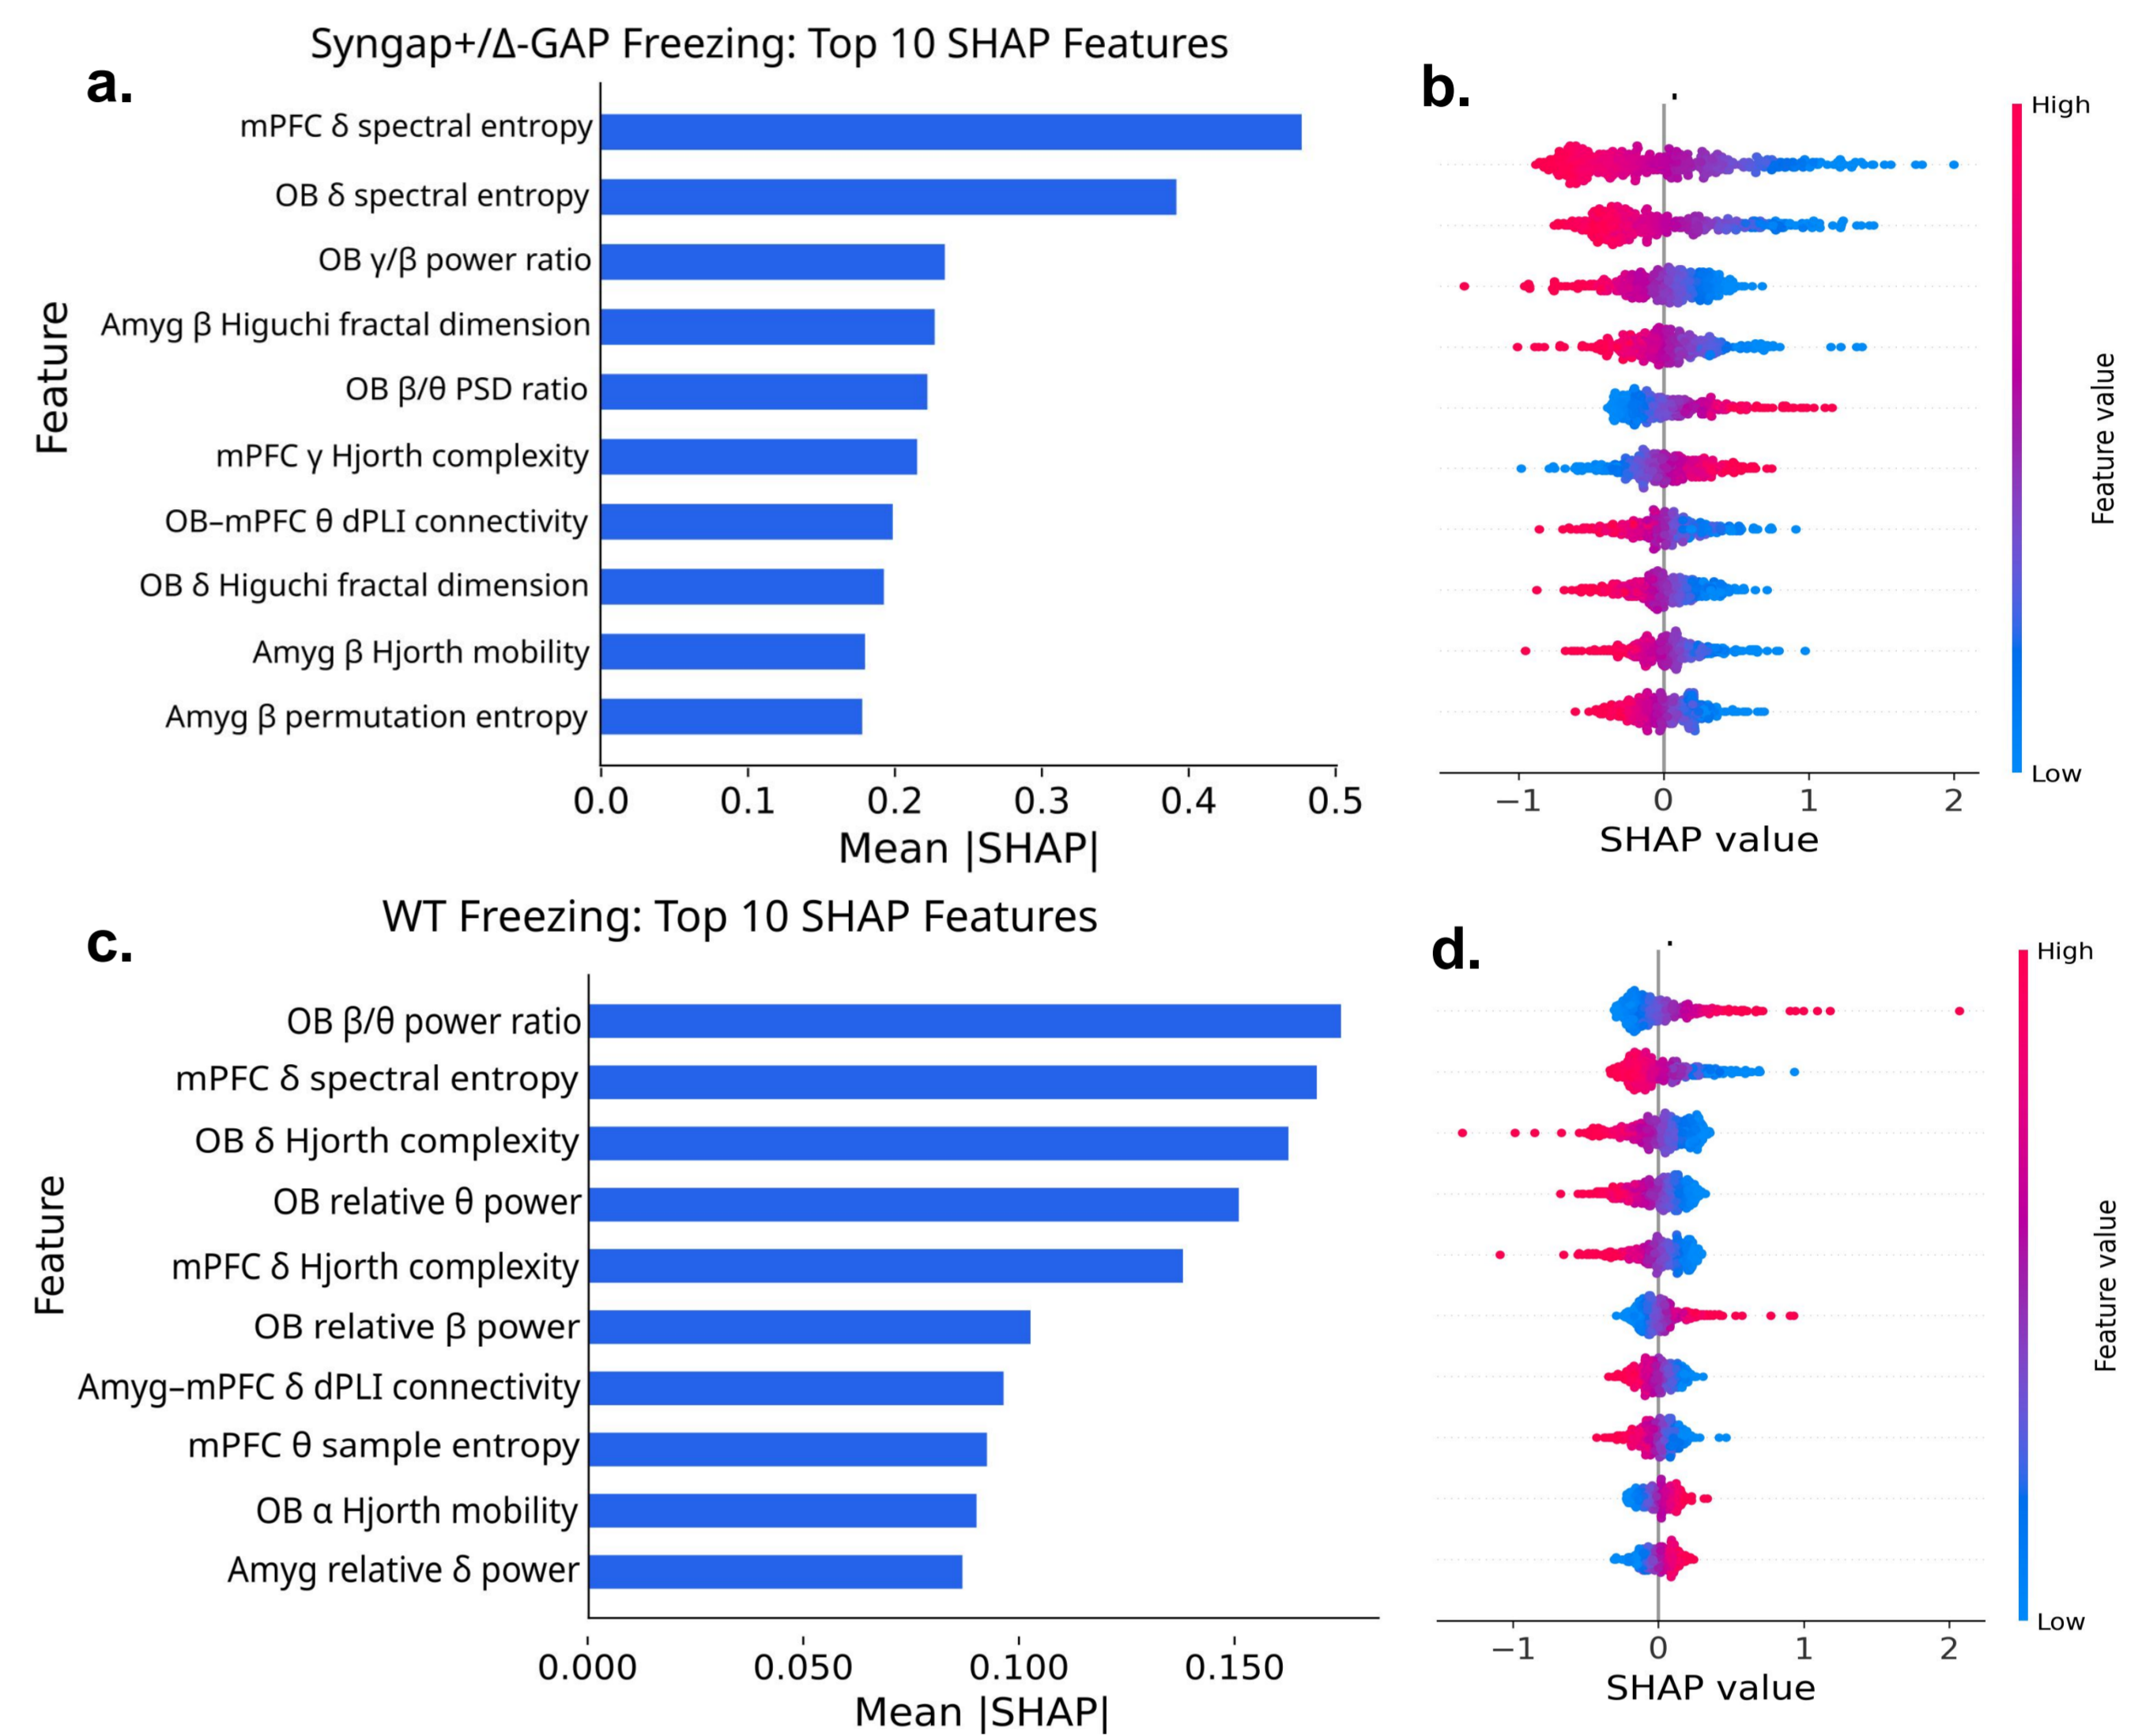 Syngap+/Δ-GAP Freezing: Top 10 SHAP Features
a.
Feature
mPFC δ spectral entropy
OB δ spectral entropy
OB γ/β power ratio
Amyg β Higuchi fractal dimension
OB β/θ PSD ratio
mPFC γ Hjorth complexity
OB–mPFC θ dPLI connectivity
OB δ Higuchi fractal dimension
Amyg β Hjorth mobility
Amyg β permutation entropy
0.0 0.1 0.2 0.3 0.4 0.5
Mean |SHAP|
b.
High
Feature value
Low
−1 0 1 2
SHAP value
WT Freezing: Top 10 SHAP Features
c.
Feature
OB β/θ power ratio
mPFC δ spectral entropy
OB δ Hjorth complexity
OB relative θ power
mPFC δ Hjorth complexity
OB relative β power
Amyg–mPFC δ dPLI connectivity
mPFC θ sample entropy
OB α Hjorth mobility
Amyg relative δ power
0.000 0.050 0.100 0.150
Mean |SHAP|
d.
High
Feature value
Low
−1 0 1 2
SHAP value